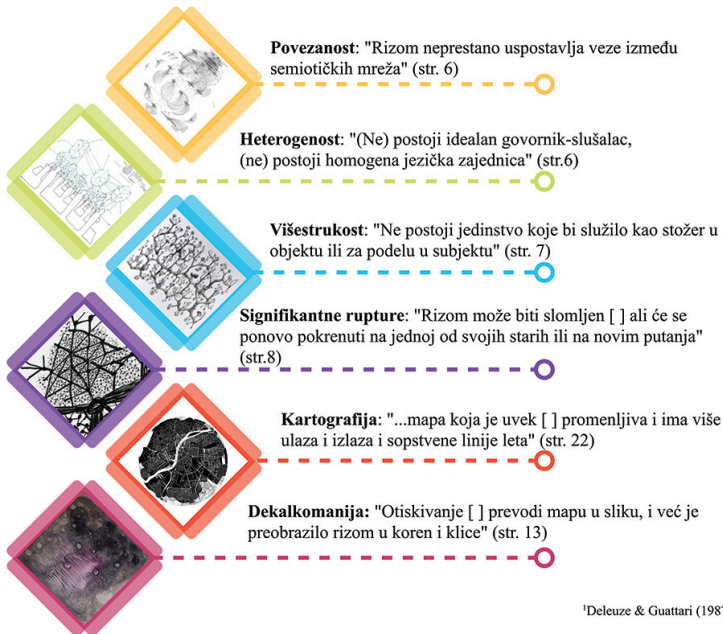 Povezanost: "Rizom neprestano uspostavlja veze između
semiotičkih mreža" (str. 6)
Heterogenost: "(Ne) postoji idealan govornik-slušalac,
(ne) postoji homogena jezička zajednica" (str.6)
Višestrukost: "Ne postoji jedinstvo koje bi služilo kao stožer u
objektu ili za podelu u subjektu" (str. 7)
Signifikantne rupture: "Rizom može biti slomljen [ ] ali će se
ponovo pokrenuti na jednoj od svojih starih ili na novim putanja"
(str.8)
Kartografija: "...mapa koja je uvek [ ] promenljiva i ima više
ulaza i izlaza i sopstvene linije leta" (str. 22)
Dekalkomanija: "Otiskivanje [ ] prevodi mapu u sliku, i već je
preobrazilo rizom u koren i klice" (str. 13)
¹Deleuze & Guattari (1987